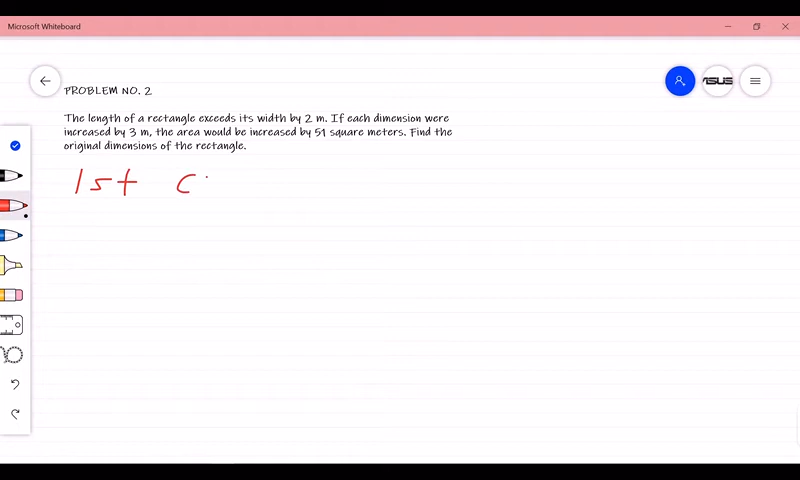 Microsoft Whiteboard
PROBLEM NO. 2
The length of a rectangle exceeds its width by 2 m. If each dimension were
increased by 3 m, the area would be increased by 51 square meters. Find the
original dimensions of the rectangle.
1st C